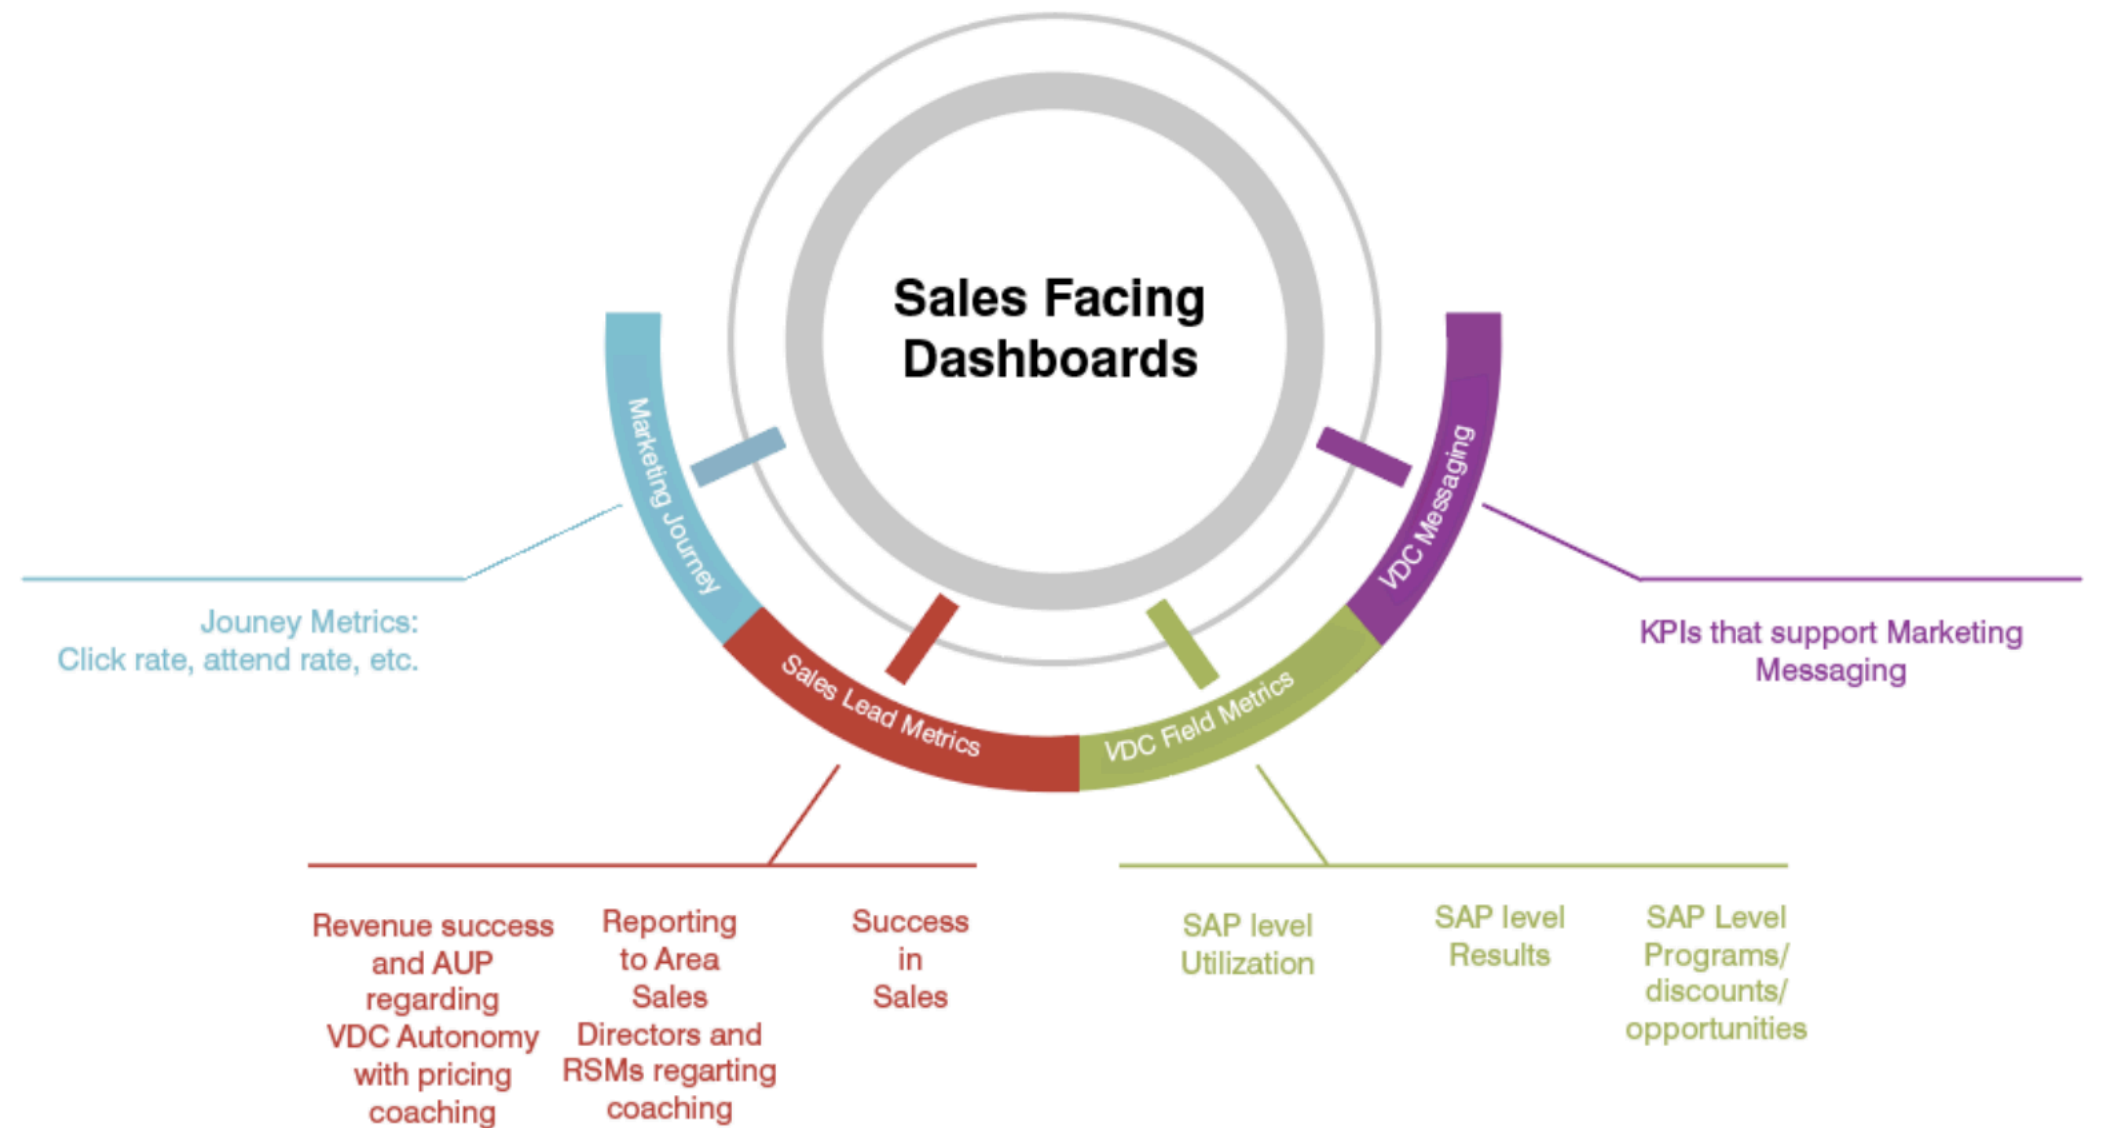 Sales Facing
Dashboards
Marketing Journey
Sales Lead Metrics
VDC Field Metrics
VDC Messaging
Jouney Metrics:
Click rate, attend rate, etc.
KPIs that support Marketing
Messaging
Revenue success
and AUP
regarding
VDC Autonomy
with pricing
coaching
Reporting
to Area
Sales
Directors and
RSMs regarting
coaching
Success
in
Sales
SAP level
Utilization
SAP level
Results
SAP Level
Programs/
discounts/
opportunities